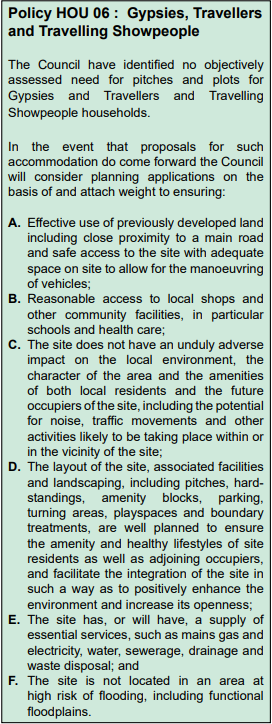 Policy HOU 06 : Gypsies, Travellers
and Travelling Showpeople
The Council have identified no objectively
assessed need for pitches and plots for
Gypsies and Travellers and Travelling
Showpeople households.
In the event that proposals for such
accommodation do come forward the Council
will consider planning applications on the
basis of and attach weight to ensuring:
A. Effective use of previously developed land
including close proximity to a main road
and safe access to the site with adequate
space on site to allow for the manoeuvring
of vehicles;
B. Reasonable access to local shops and
other community facilities, in particular
schools and health care;
C. The site does not have an unduly adverse
impact on the local environment, the
character of the area and the amenities
of both local residents and the future
occupiers of the site, including the potential
for noise, traffic movements and other
activities likely to be taking place within or
in the vicinity of the site;
D. The layout of the site, associated facilities
and landscaping, including pitches, hard-
standings, amenity blocks, parking,
turning areas, playspaces and boundary
treatments, are well planned to ensure
the amenity and healthy lifestyles of site
residents as well as adjoining occupiers,
and facilitate the integration of the site in
such a way as to positively enhance the
environment and increase its openness;
E. The site has, or will have, a supply of
essential services, such as mains gas and
electricity, water, sewerage, drainage and
waste disposal; and
F. The site is not located in an area at
high risk of flooding, including functional
floodplains.